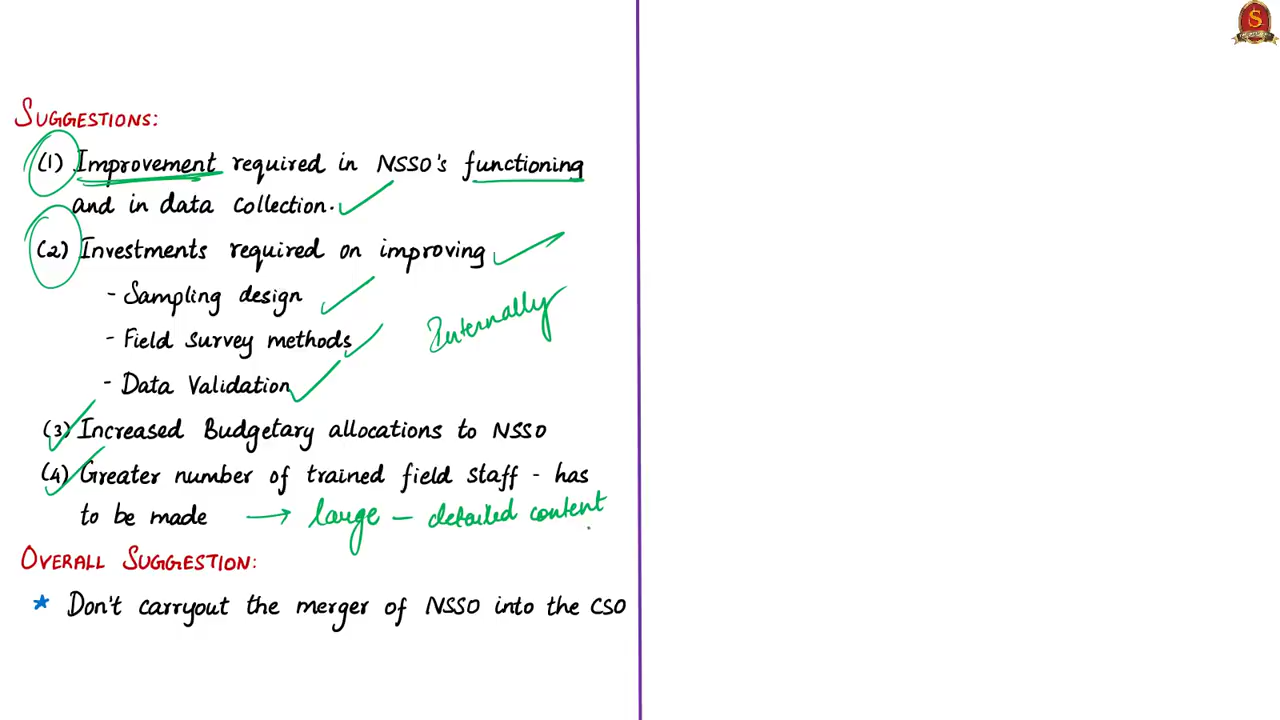 SUGGESTIONS:
(1) Improvement required in NSSO's functioning
and in data collection.
(2) Investments required on improving
- Sampling design
- Field survey methods
Internally
- Data Validation
(3) Increased Budgetary allocations to NSSO
(4) Greater number of trained field staff - has
to be made → large - detailed content
OVERALL SUGGESTION:
* Don't carryout the merger of NSSO into the CSO